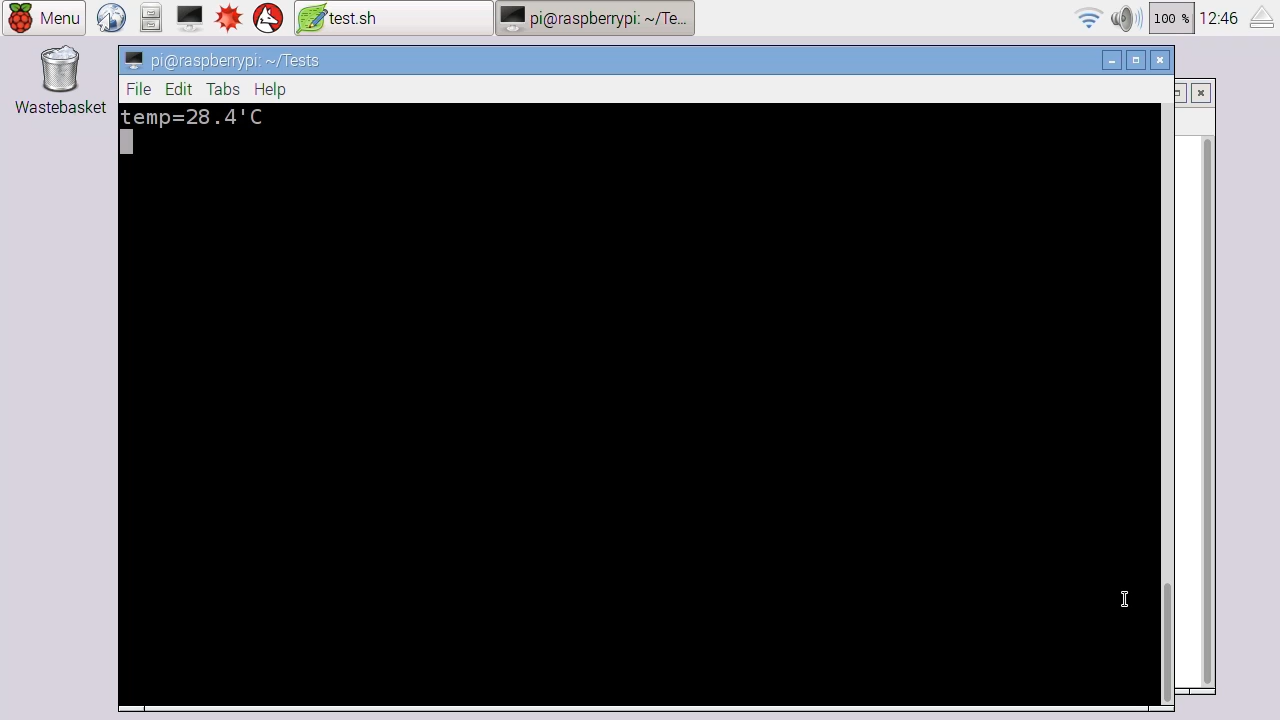 Menu
test.sh
pi@raspberrypi: ~/Te...
100 %
12:46
Wastebasket
pi@raspberrypi: ~/Tests
File Edit Tabs Help
temp=28.4'C